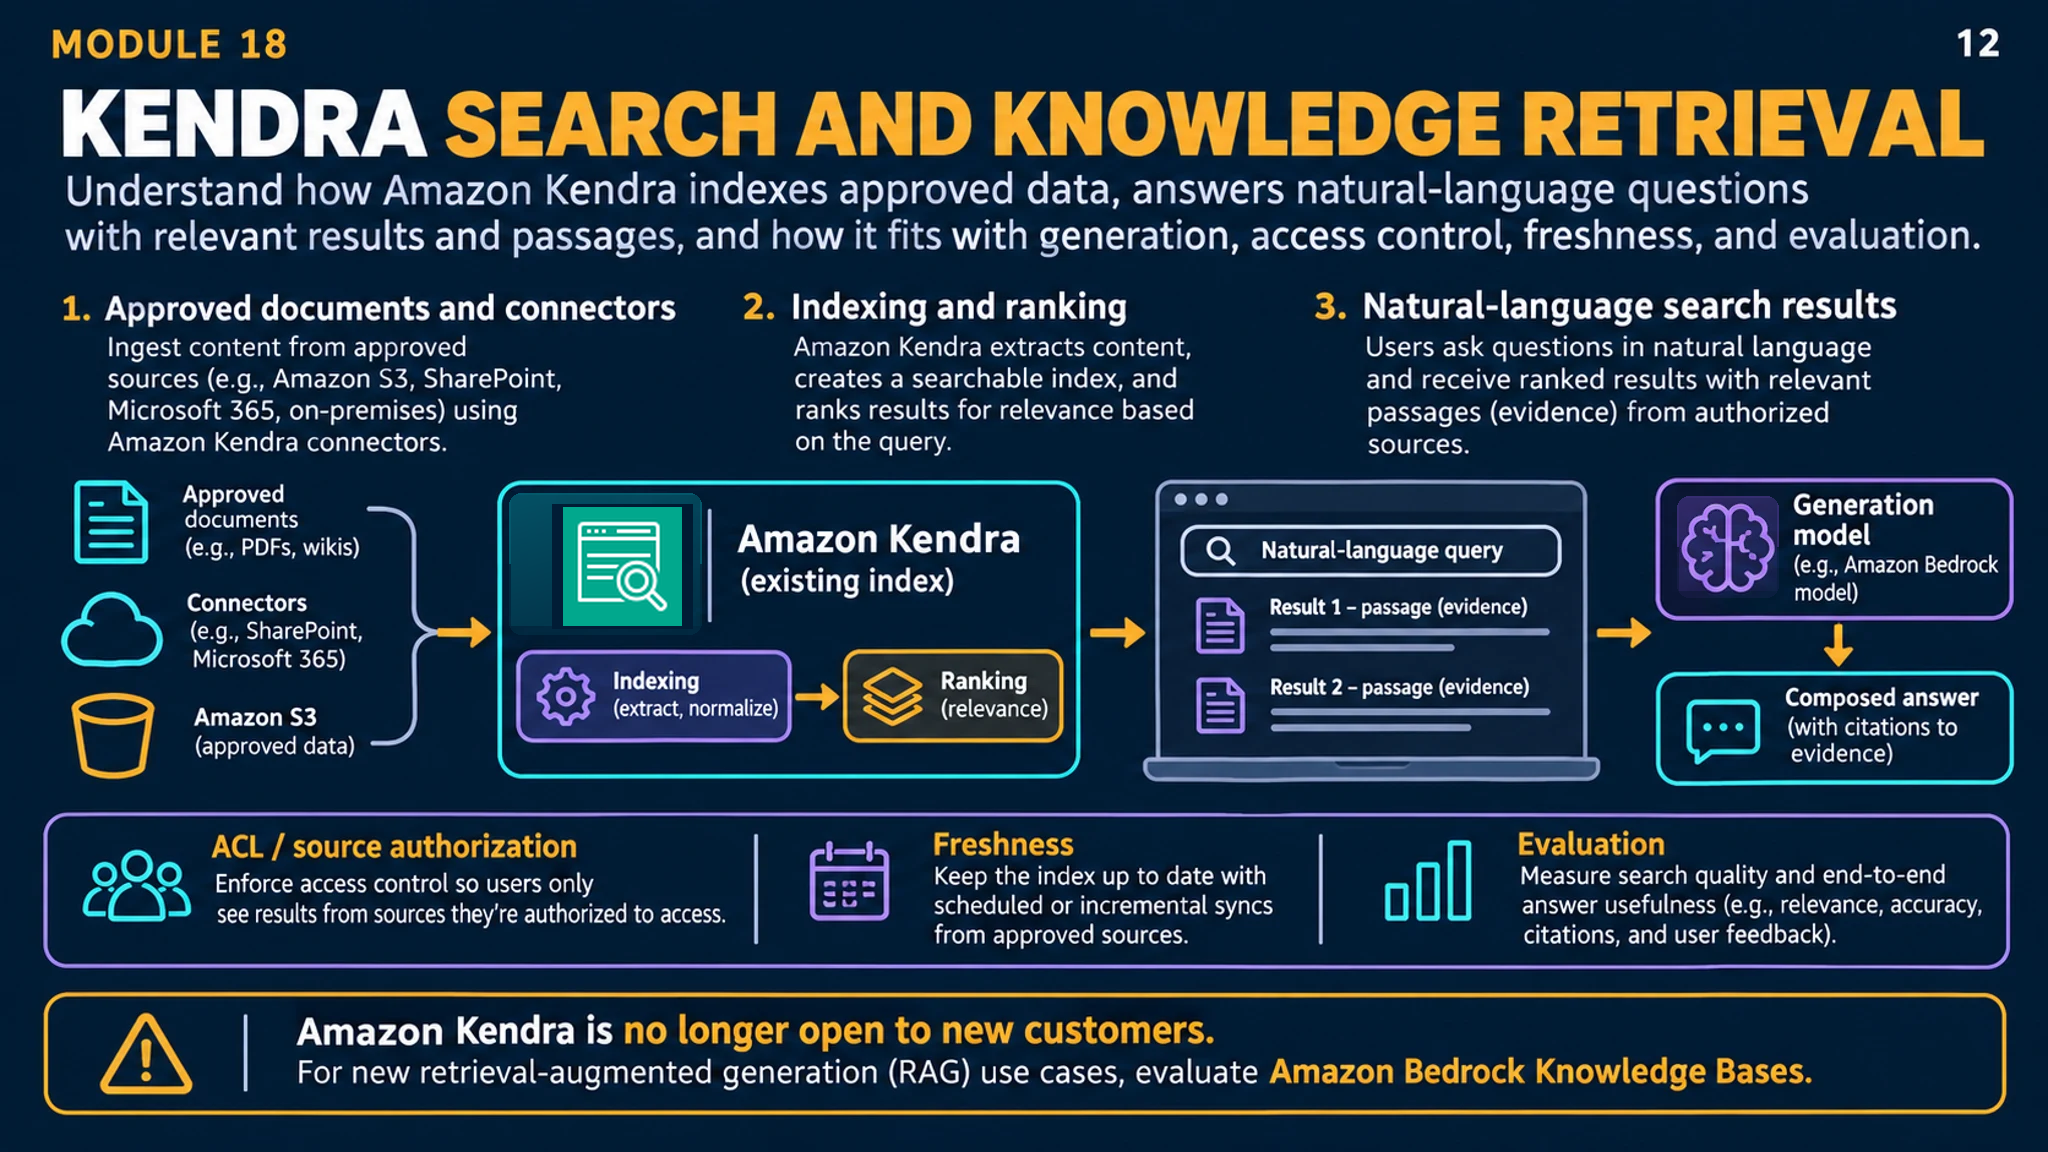 MODULE 18
12
KENDRA SEARCH AND KNOWLEDGE RETRIEVAL
Understand how Amazon Kendra indexes approved data, answers natural-language questions
with relevant results and passages, and how it fits with generation, access control, freshness, and evaluation.
1. Approved documents and connectors
Ingest content from approved
sources (e.g., Amazon S3, SharePoint,
Microsoft 365, on-premises) using
Amazon Kendra connectors.
2. Indexing and ranking
Amazon Kendra extracts content,
creates a searchable index, and
ranks results for relevance based
on the query.
3. Natural-language search results
Users ask questions in natural language
and receive ranked results with relevant
passages (evidence) from authorized
sources.
Approved
documents
(e.g., PDFs, wikis)
Connectors
(e.g., SharePoint,
Microsoft 365)
Amazon S3
(approved data)
Amazon Kendra
(existing index)
Indexing
(extract, normalize)
Ranking
(relevance)
Natural-language query
Result 1 – passage (evidence)
Result 2 – passage (evidence)
Generation
model
(e.g., Amazon Bedrock
model)
Composed answer
(with citations to
evidence)
ACL / source authorization
Enforce access control so users only
see results from sources they're authorized to access.
Freshness
Keep the index up to date with
scheduled or incremental syncs
from approved sources.
Evaluation
Measure search quality and end-to-end
answer usefulness (e.g., relevance, accuracy,
citations, and user feedback).
Amazon Kendra is no longer open to new customers.
For new retrieval-augmented generation (RAG) use cases, evaluate Amazon Bedrock Knowledge Bases.